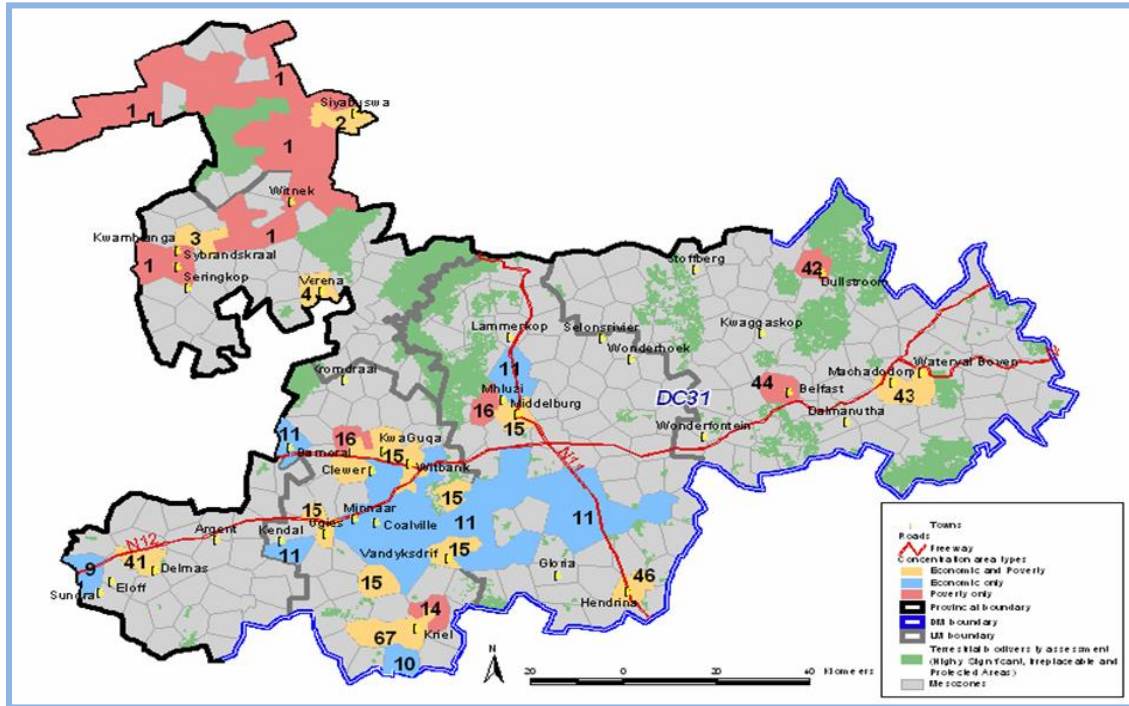 1
1
Siyabuswa
2
1
Witnek
Kwamhlanga
3
1
Sybrandskraal
1
Seringkop
Verena
4
Stoffberg
42
Dullstroom
Lammerkop
Selonsrivier
Kwaggaskop
Wonderhoek
Waterval Boven
Machadodorp
11
Kromdraai
Mhluzi
DC31
44
Belfast
43
16
Middelburg
15
Dalmanutha
Wonderfontein
11
16
KwaGuqa
Balmoral
15
Witbank
N11
Clewer
15
15
Minnaar
Ogies
Coalville
11
11
Argent
Kendal
N12
11
Vandyksdrif
15
41
Delmas
9
Gloria
Eloff
15
46
Sundra
Hendrina
14
67
Kriel
10
N
20
0
20
40
Kilometers
Towns
Roads
Freeway
Concentration area types
Economic and Poverty
Economic only
Poverty only
Provincial boundary
DM boundary
LM boundary
Terrestrial biodiversity assessment
(Highly Significant, Irreplaceable and
Protected Areas)
Mesozones